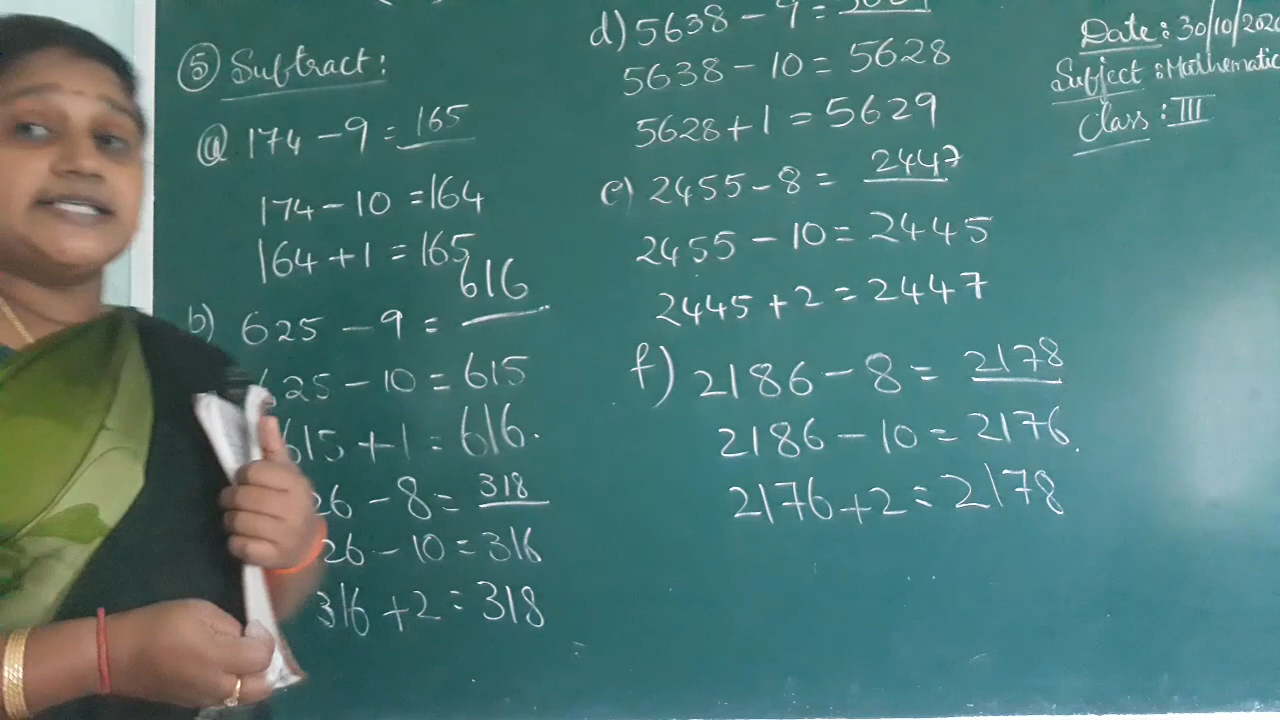 ⑤ Subtract:
ⓐ 174 - 9 = 165
174 - 10 = 164
164 + 1 = 165
b) 625 - 9 = 616
625 - 10 = 615
615 + 1 = 616.
26 - 8 = 318
26 - 10 = 316
316 + 2 = 318
d) 5638 - 9 =
5638 - 10 = 5628
5628 + 1 = 5629
e) 2455 - 8 = 2447
2455 - 10 = 2445
2445 + 2 = 2447
f) 2186 - 8 = 2178
2186 - 10 = 2176.
2176 + 2 = 2178
Date: 30/10/202
Subject: Mathematic
Class: III